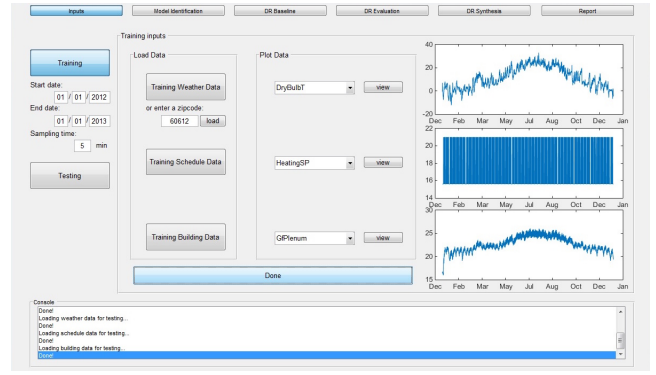 Inputs
Model Identification
DR Baseline
DR Evaluation
DR Synthesis
Report
Training inputs
Training
Start date:
01 / 01 / 2012
End date:
01 / 01 / 2013
Sampling time:
5 min
Testing
Load Data
Training Weather Data
or enter a zipcode:
60612 load
Training Schedule Data
Training Building Data
Plot Data
DryBulbT view
HeatingSP view
GfPlenum view
Done
40
20
0
-20
Dec Feb Mar May Jul Aug Oct Dec Jan
22
20
18
16
14
Dec Feb Mar May Jul Aug Oct Dec Jan
30
25
20
15
Dec Feb Mar May Jul Aug Oct Dec Jan
Console
Done!
Loading weather data for testing...
Done!
Loading schedule data for testing...
Done!
Loading building data for testing...
Done!